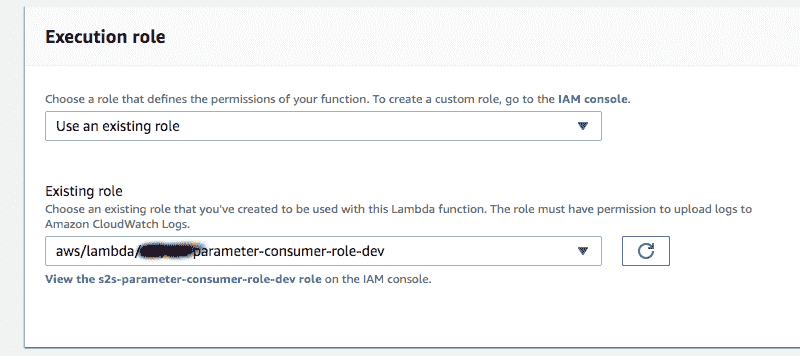 Execution role
Choose a role that defines the permissions of your function. To create a custom role, go to the IAM console.
Use an existing role
Existing role
Choose an existing role that you've created to be used with this Lambda function. The role must have permission to upload logs to
Amazon CloudWatch Logs.
aws/lambda/ parameter-consumer-role-dev
View the s2s-parameter-consumer-role-dev role on the IAM console.